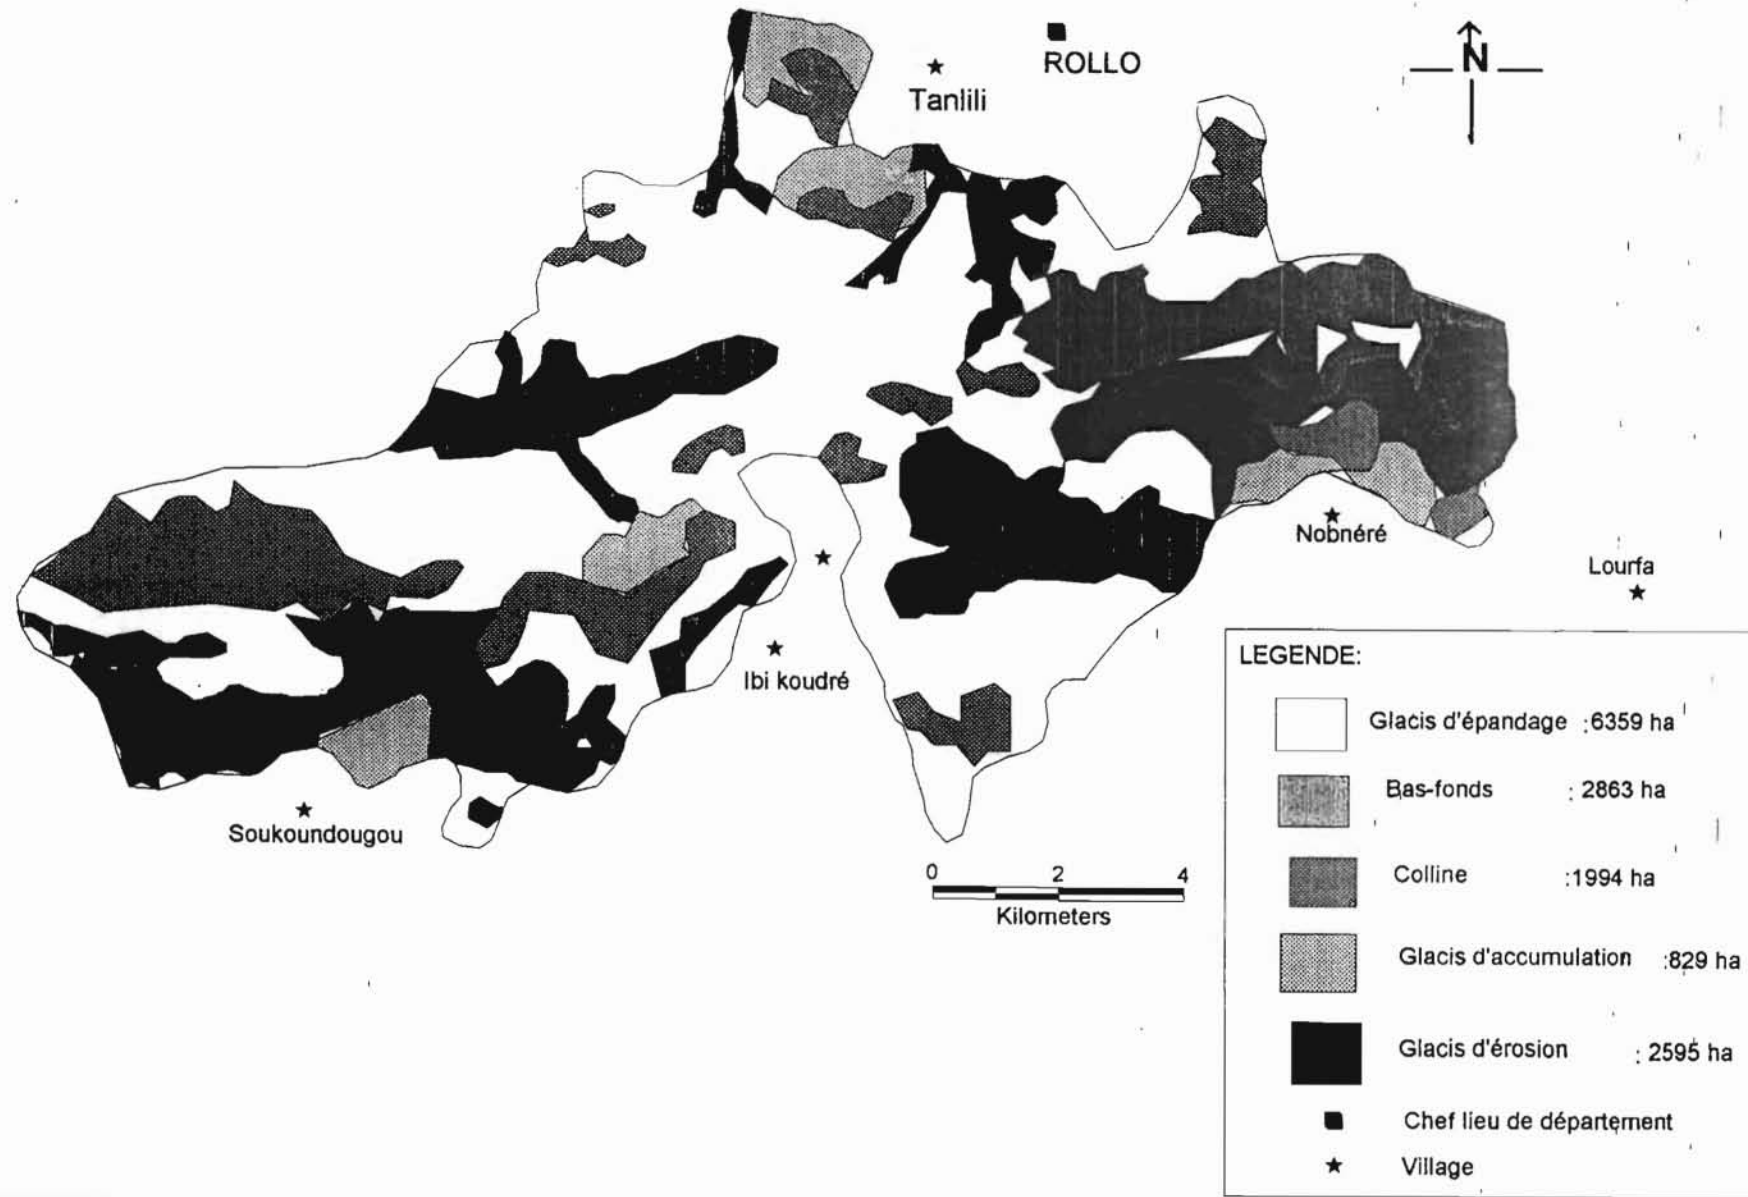 ROLLO
N
Tanlili
Nobnéré
Lourfa
Ibi koudré
Soukoundougou
0 2 4
Kilometers
LEGENDE:
Glacis d'épandage :6359 ha
Bas-fonds : 2863 ha
Colline :1994 ha
Glacis d'accumulation :829 ha
Glacis d'érosion : 2595 ha
Chef lieu de département
Village